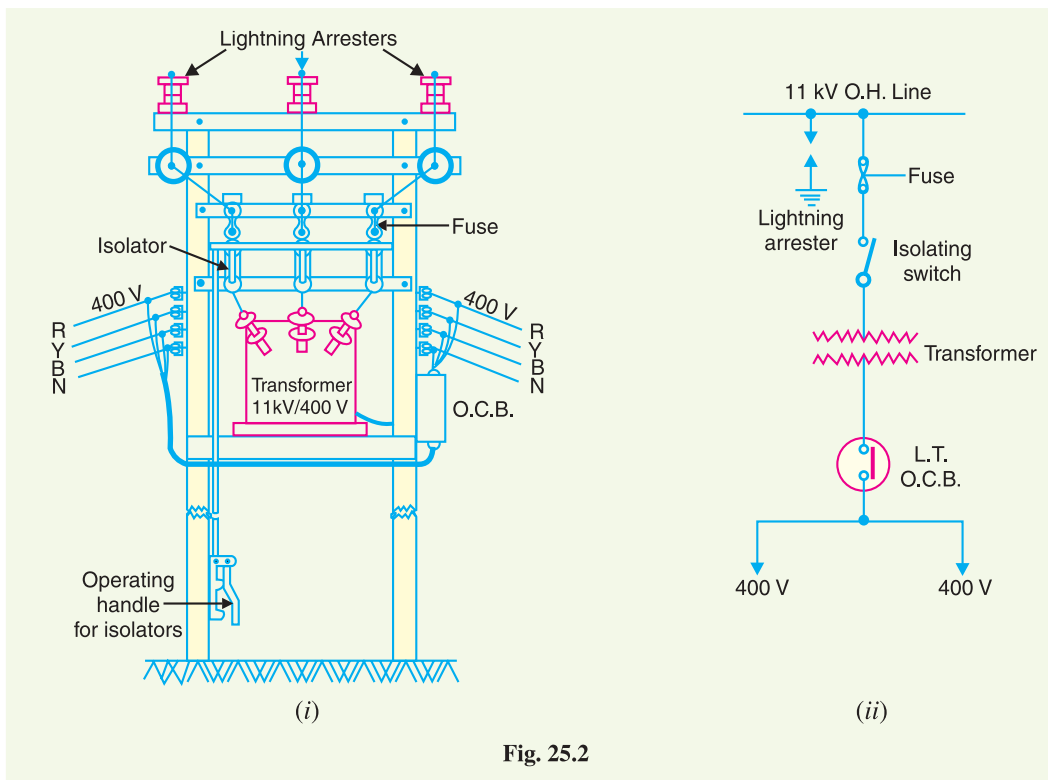 Lightning Arresters
Fuse
Isolator
400 V
R
Y
B
N
400 V
R
Y
B
N
Transformer
11kV/400 V
O.C.B.
Operating
handle
for isolators
(i)
11 kV O.H. Line
Fuse
Lightning
arrester
Isolating
switch
Transformer
L.T.
O.C.B.
400 V
400 V
(ii)
Fig. 25.2